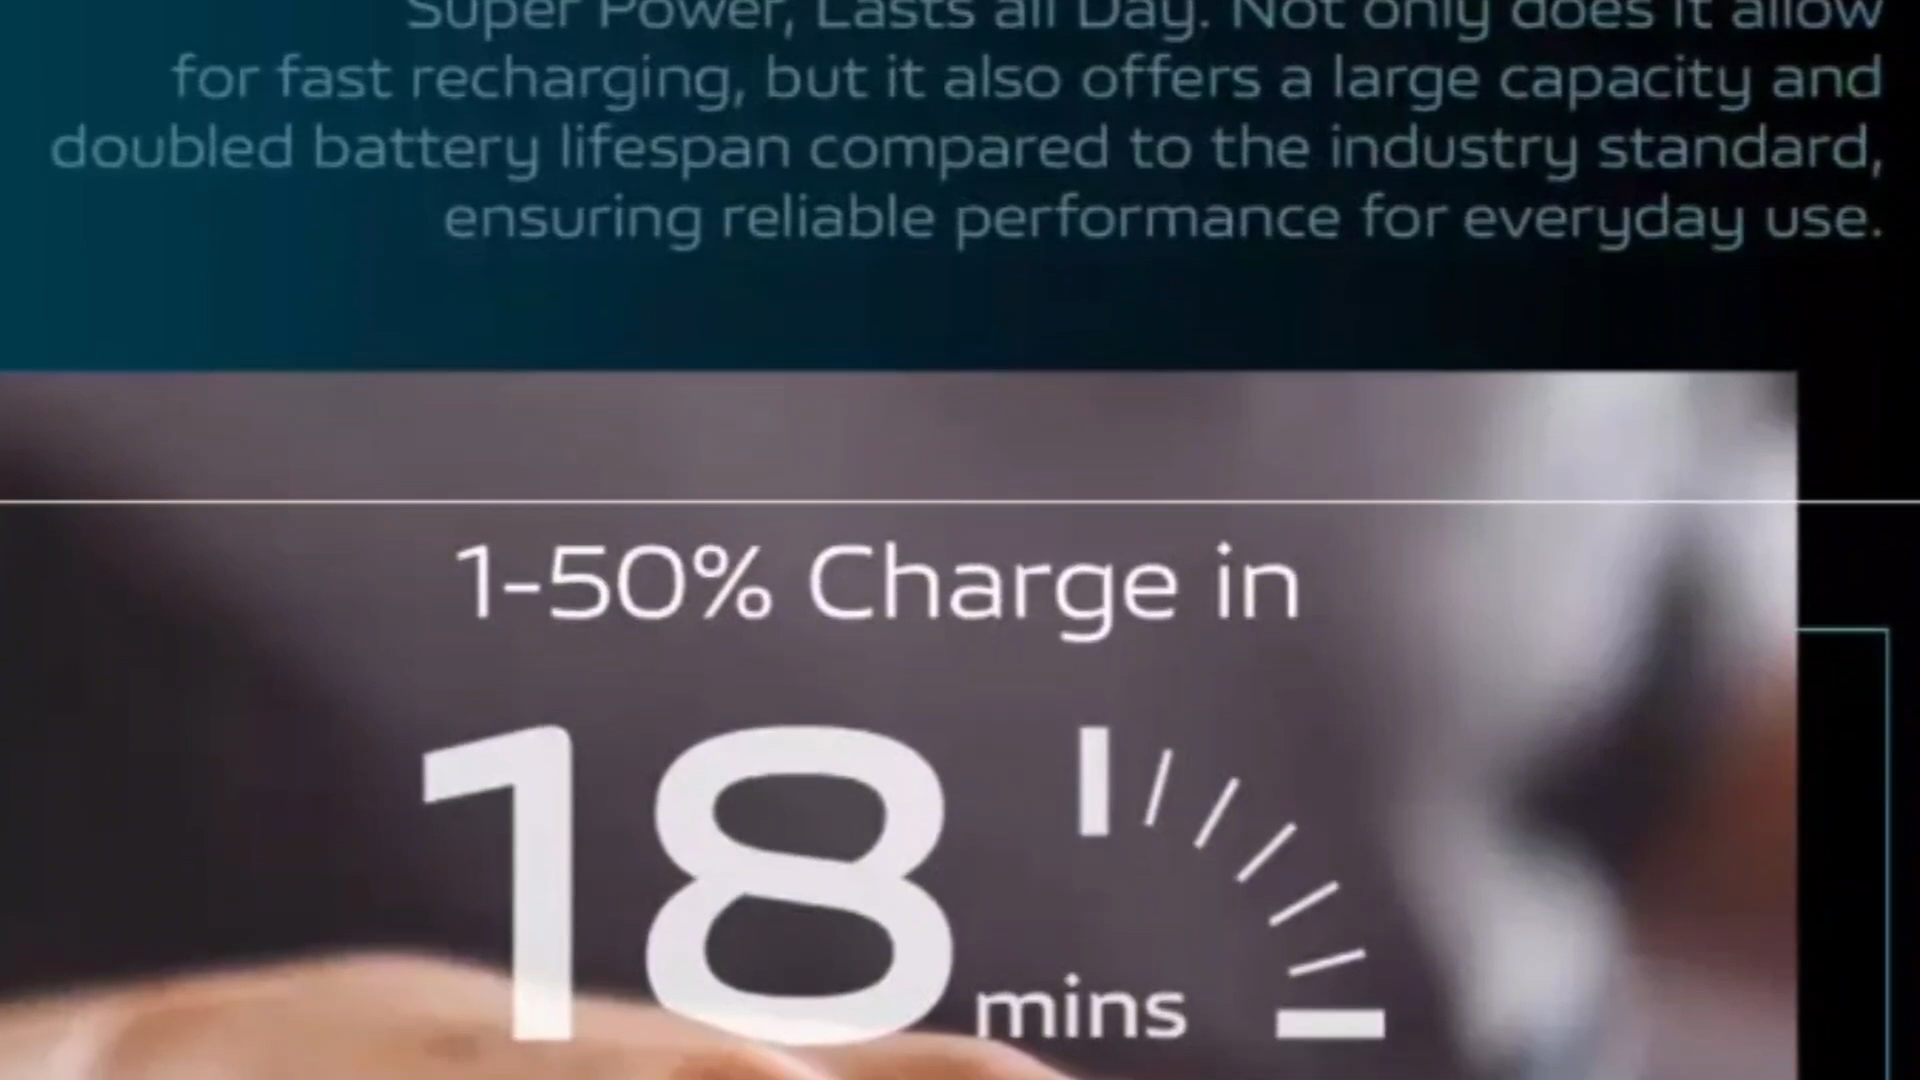 Super Power, Lasts all Day. Not only does it allow
for fast recharging, but it also offers a large capacity and
doubled battery lifespan compared to the industry standard,
ensuring reliable performance for everyday use.
1-50% Charge in
18 mins